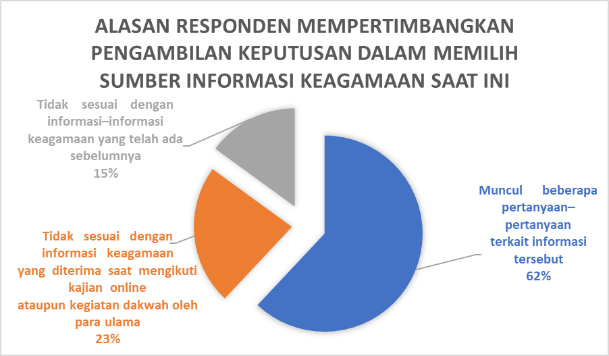 ALASAN RESPONDEN MEMPERTIMBANGKAN
PENGAMBILAN KEPUTUSAN DALAM MEMILIH
SUMBER INFORMASI KEAGAMAAN SAAT INI
Tidak sesuai dengan
informasi–informasi
keagamaan yang telah ada
sebelumnya
15%
Muncul beberapa
pertanyaan–
pertanyaan
terkait informasi
tersebut
62%
Tidak sesuai dengan
informasi keagamaan
yang diterima saat mengikuti
kajian online
ataupun kegiatan dakwah oleh
para ulama
23%